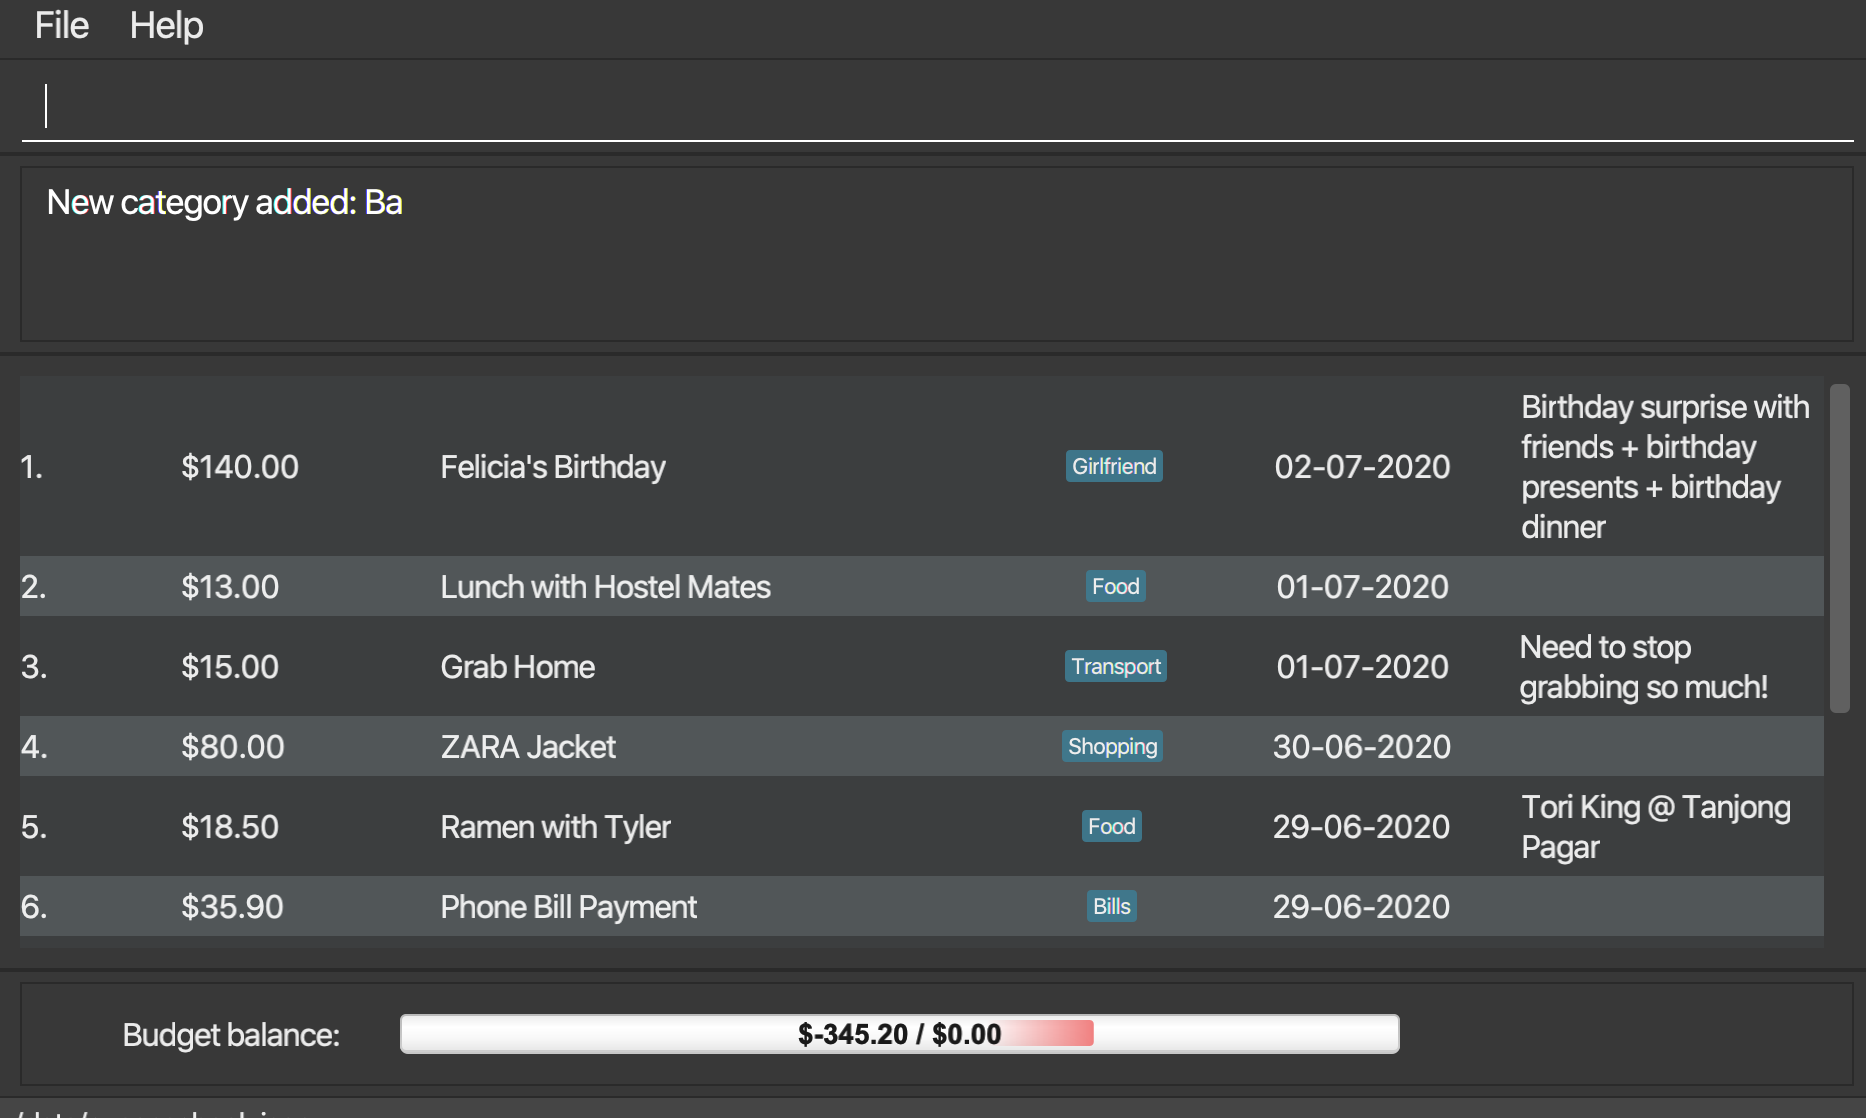 File Help
New category added: Ba
1. $140.00 Felicia's Birthday Girlfriend 02-07-2020 Birthday surprise with
friends + birthday
presents + birthday
dinner
2. $13.00 Lunch with Hostel Mates Food 01-07-2020
3. $15.00 Grab Home Transport 01-07-2020 Need to stop
grabbing so much!
4. $80.00 ZARA Jacket Shopping 30-06-2020
5. $18.50 Ramen with Tyler Food 29-06-2020 Tori King @ Tanjong
Pagar
6. $35.90 Phone Bill Payment Bills 29-06-2020
Budget balance: $-345.20 / $0.00